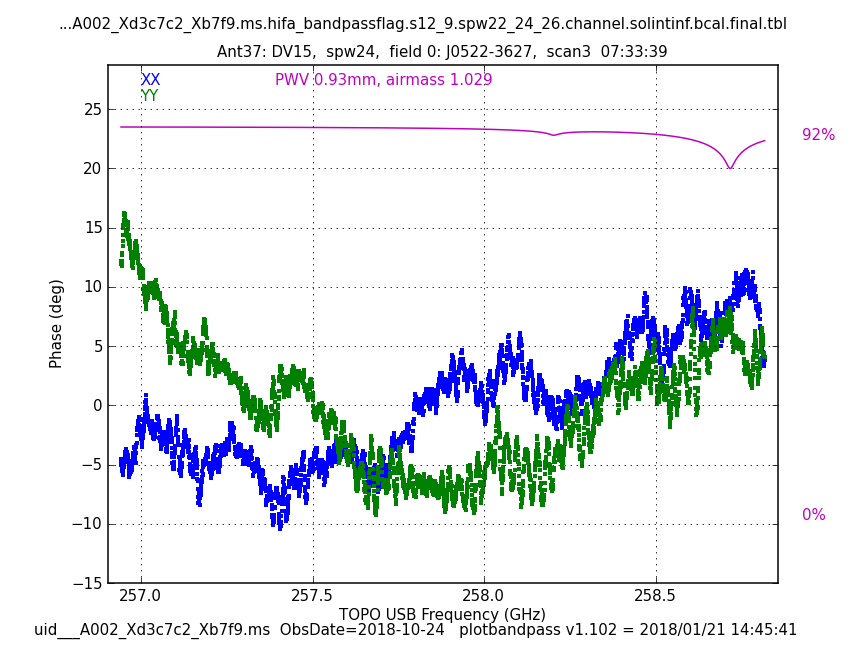 ...A002_Xd3c7c2_Xb7f9.ms.hifa_bandpassflag.s12_9.spw22_24_26.channel.solintinf.bcal.final.tbl
Ant37: DV15,  spw24,  field 0: J0522-3627,  scan3  07:33:39
XX
PWV 0.93mm, airmass 1.029
YY
25
92%
20
15
10
5
0
−5
−10
−15
0%
Phase (deg)
257.0 257.5 258.0 258.5
TOPO USB Frequency (GHz)
uid___A002_Xd3c7c2_Xb7f9.ms  ObsDate=2018-10-24   plotbandpass v1.102 = 2018/01/21 14:45:41